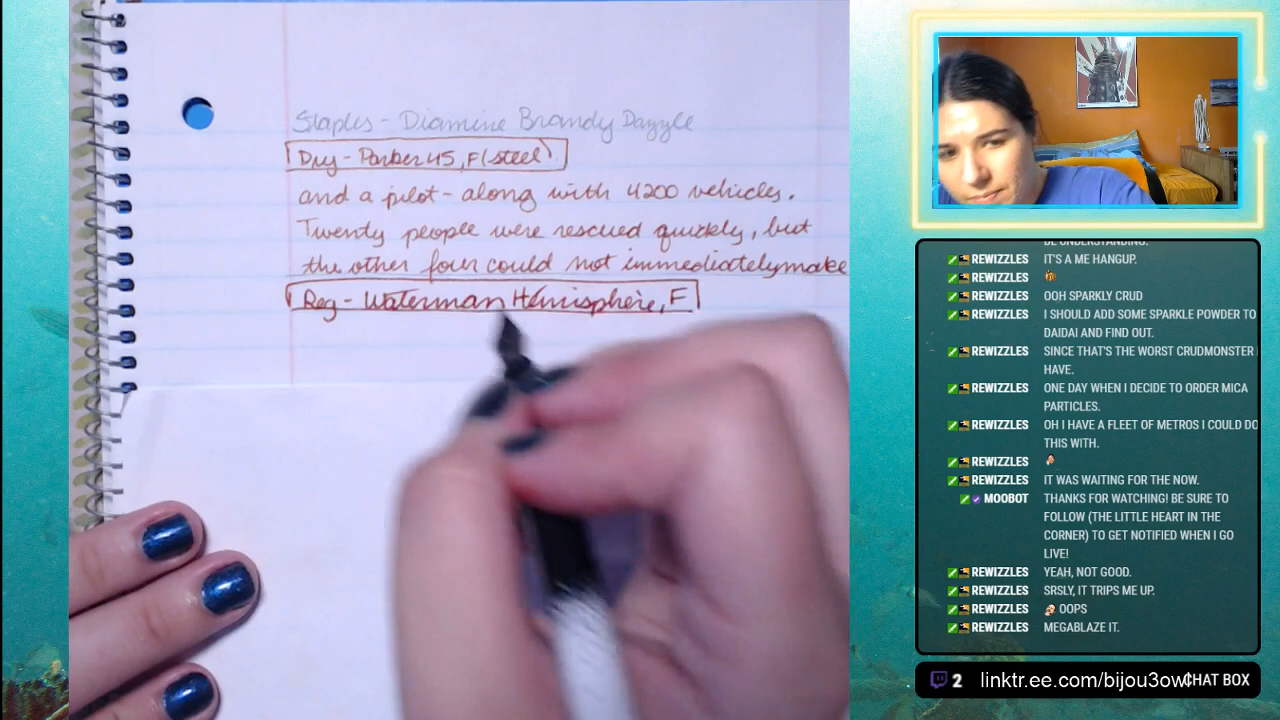 Staples - Diamine Brandy Dazzle
Dry - Parker 45, F (steel)
and a pilot - along with 4200 vehicles.
Twenty people were rescued quickly, but
the other four could not immediately make
Reg - Waterman Hemisphere, F
BE UNDERSTANDING.
REWIZZLES IT'S A ME HANGUP.
REWIZZLES
REWIZZLES OOH SPARKLY CRUD
REWIZZLES I SHOULD ADD SOME SPARKLE POWDER TO
DAIDAI AND FIND OUT.
REWIZZLES SINCE THAT'S THE WORST CRUDMONSTER I
HAVE.
REWIZZLES ONE DAY WHEN I DECIDE TO ORDER MICA
PARTICLES.
REWIZZLES OH I HAVE A FLEET OF METROS I COULD DO
THIS WITH.
REWIZZLES
REWIZZLES IT WAS WAITING FOR THE NOW.
MOOBOT THANKS FOR WATCHING! BE SURE TO
FOLLOW (THE LITTLE HEART IN THE
CORNER) TO GET NOTIFIED WHEN I GO
LIVE!
REWIZZLES YEAH, NOT GOOD.
REWIZZLES SRSLY, IT TRIPS ME UP.
REWIZZLES OOPS
REWIZZLES MEGABLAZE IT.
2 linktr.ee.com/bijou3owl CHAT BOX